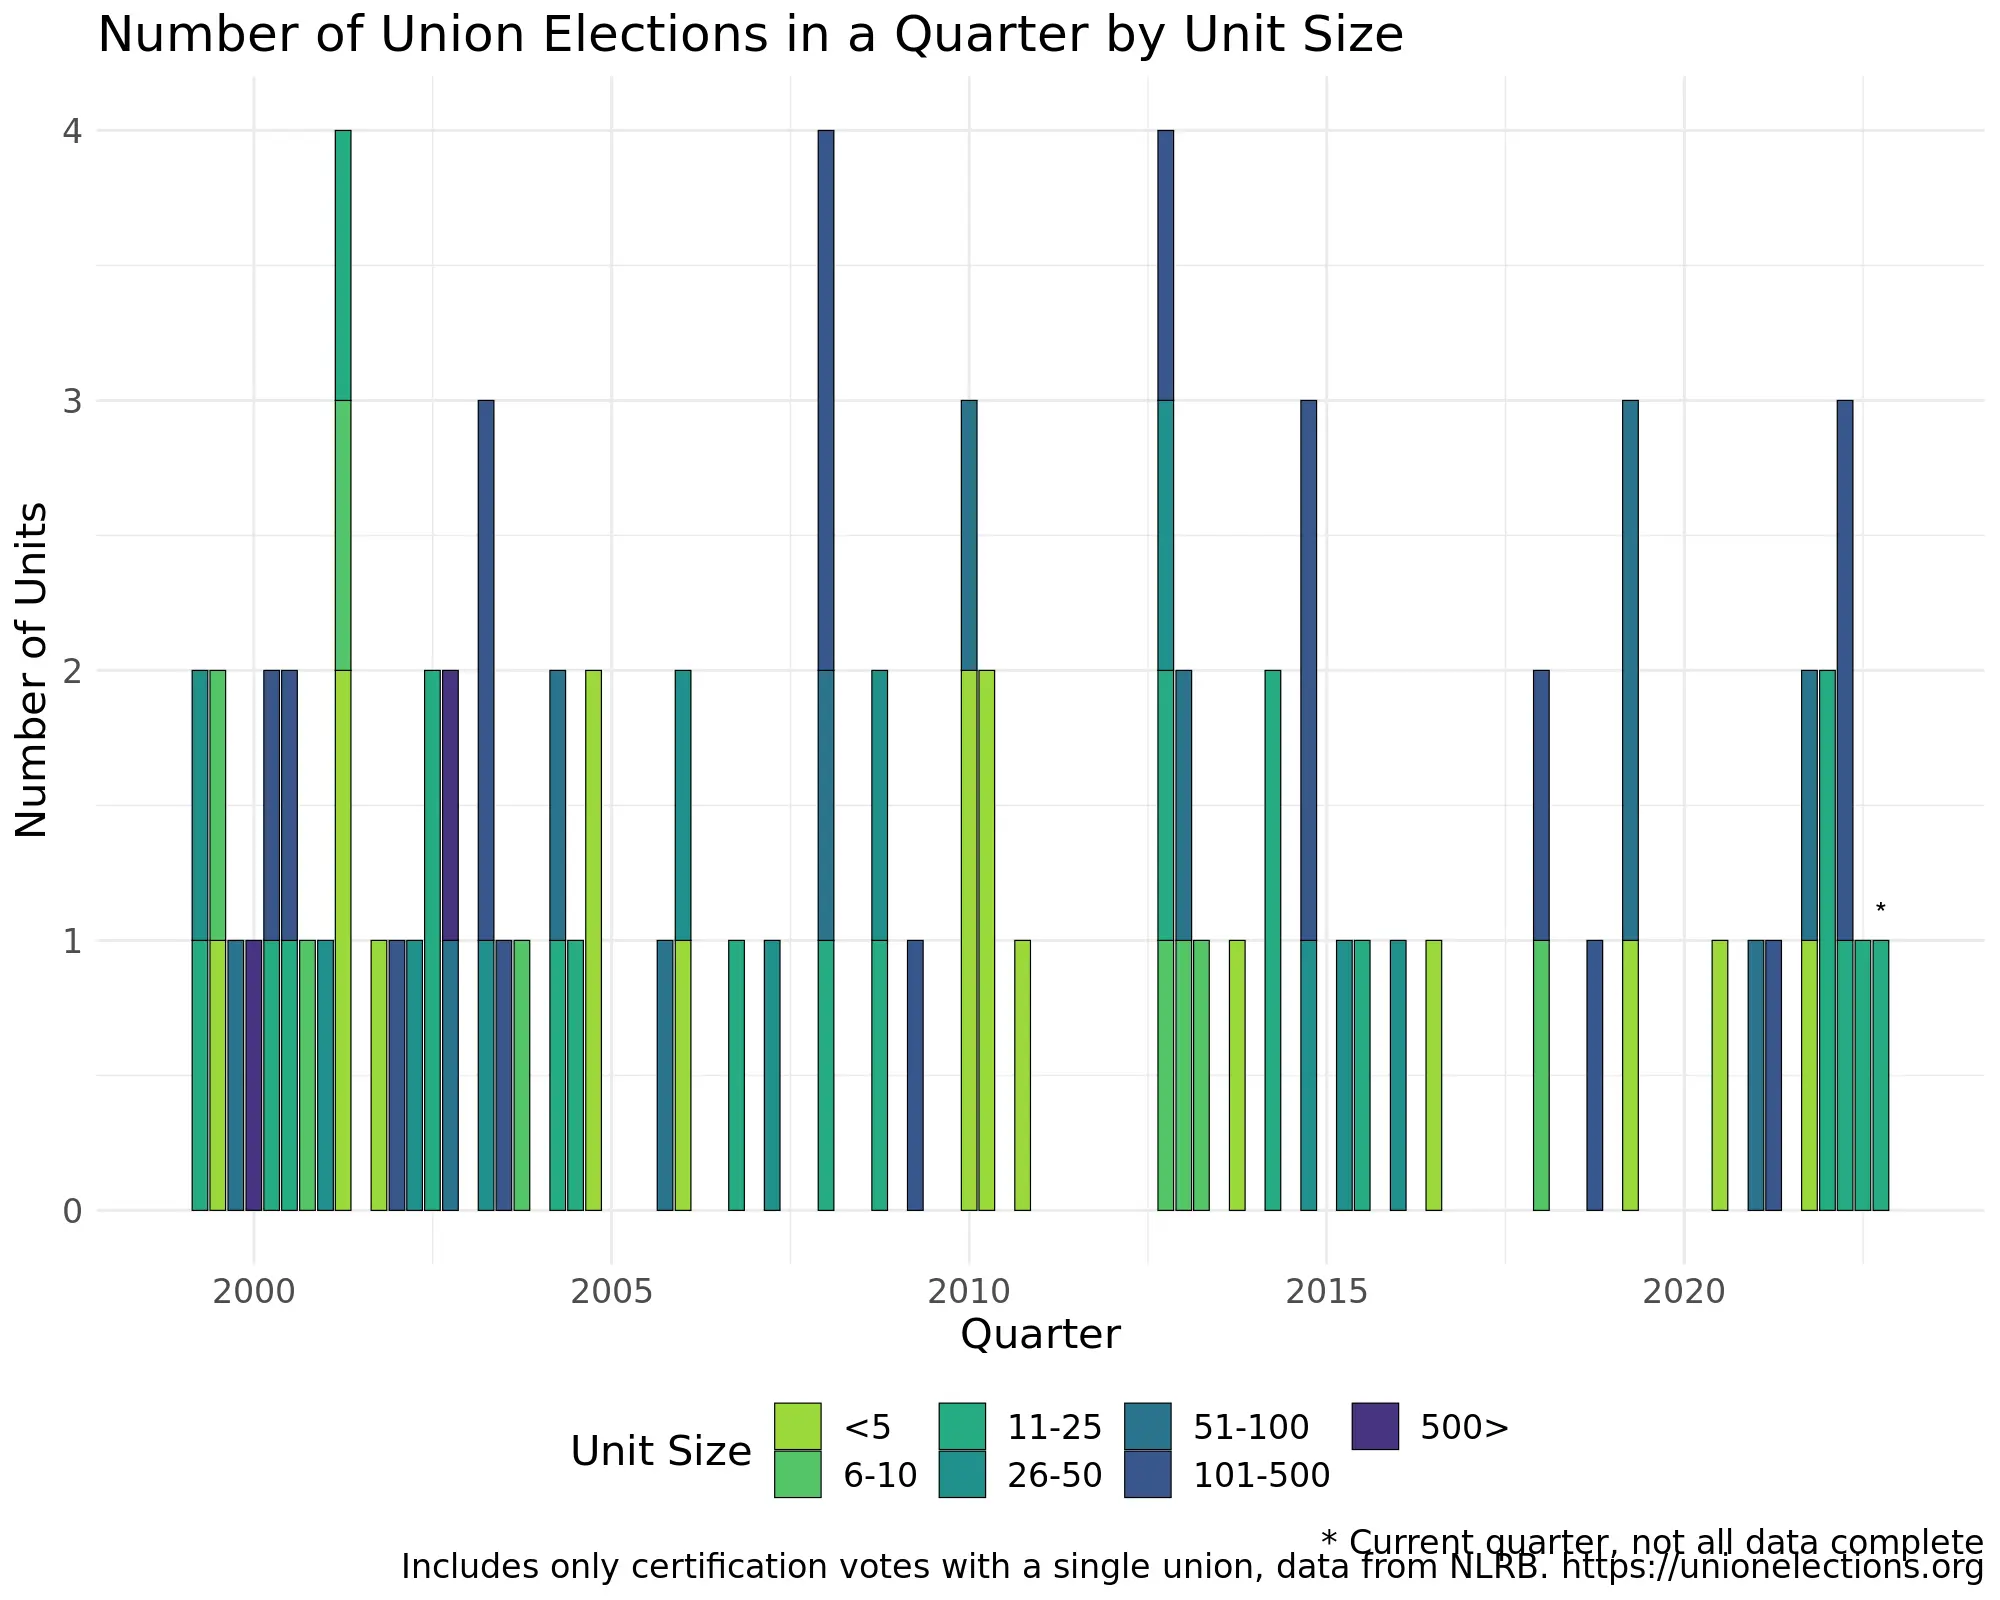 Number of Union Elections in a Quarter by Unit Size
Number of Units
4
3
2
1
0
*
2000 2005 2010 2015 2020
Quarter
Unit Size
<5 11-25 51-100 500>
6-10 26-50 101-500
* Current quarter, not all data complete
Includes only certification votes with a single union, data from NLRB. https://unionelections.org